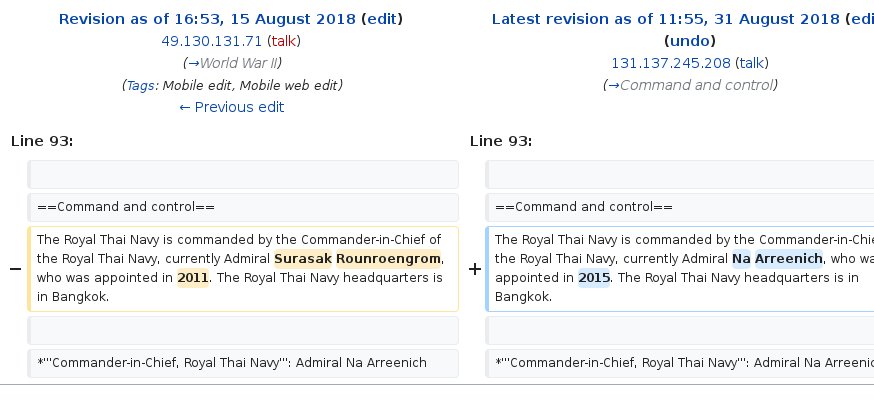 Revision as of 16:53, 15 August 2018 (edit)
49.130.131.71 (talk)
(→World War II)
(Tags: Mobile edit, Mobile web edit)
← Previous edit
Latest revision as of 11:55, 31 August 2018 (edi
(undo)
131.137.245.208 (talk)
(→Command and control)
Line 93:
Line 93:
==Command and control==
==Command and control==
− The Royal Thai Navy is commanded by the Commander-in-Chief of
the Royal Thai Navy, currently Admiral Surasak Rounroengrom,
who was appointed in 2011. The Royal Thai Navy headquarters is
in Bangkok.
+ The Royal Thai Navy is commanded by the Commander-in-Chie
the Royal Thai Navy, currently Admiral Na Arreenich, who wa
appointed in 2015. The Royal Thai Navy headquarters is in
Bangkok.
*'''Commander-in-Chief, Royal Thai Navy''': Admiral Na Arreenich
*'''Commander-in-Chief, Royal Thai Navy''': Admiral Na Arreenic